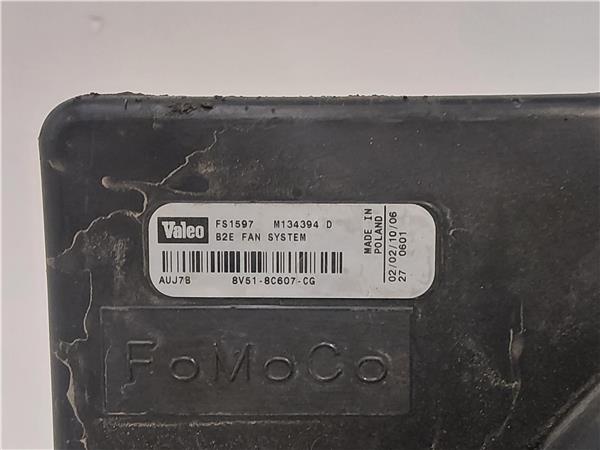 Valeo FS1597 M134394 D
B2E FAN SYSTEM
AUJ7B 8V51-8C607-CG
MADE IN
POLAND
02/02/10/06
27 0601
FoMoCo